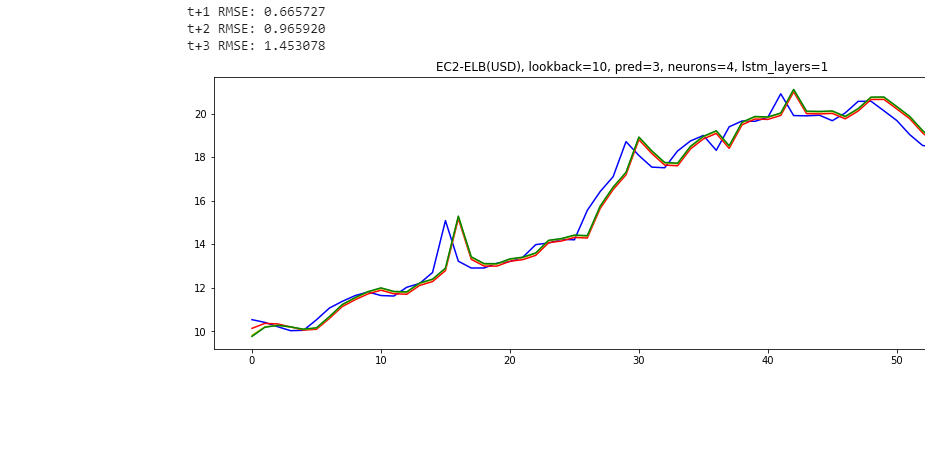 t+1 RMSE: 0.665727
t+2 RMSE: 0.965920
t+3 RMSE: 1.453078
EC2-ELB(USD), lookback=10, pred=3, neurons=4, lstm_layers=1
20
18
16
14
12
10
0 10 20 30 40 50